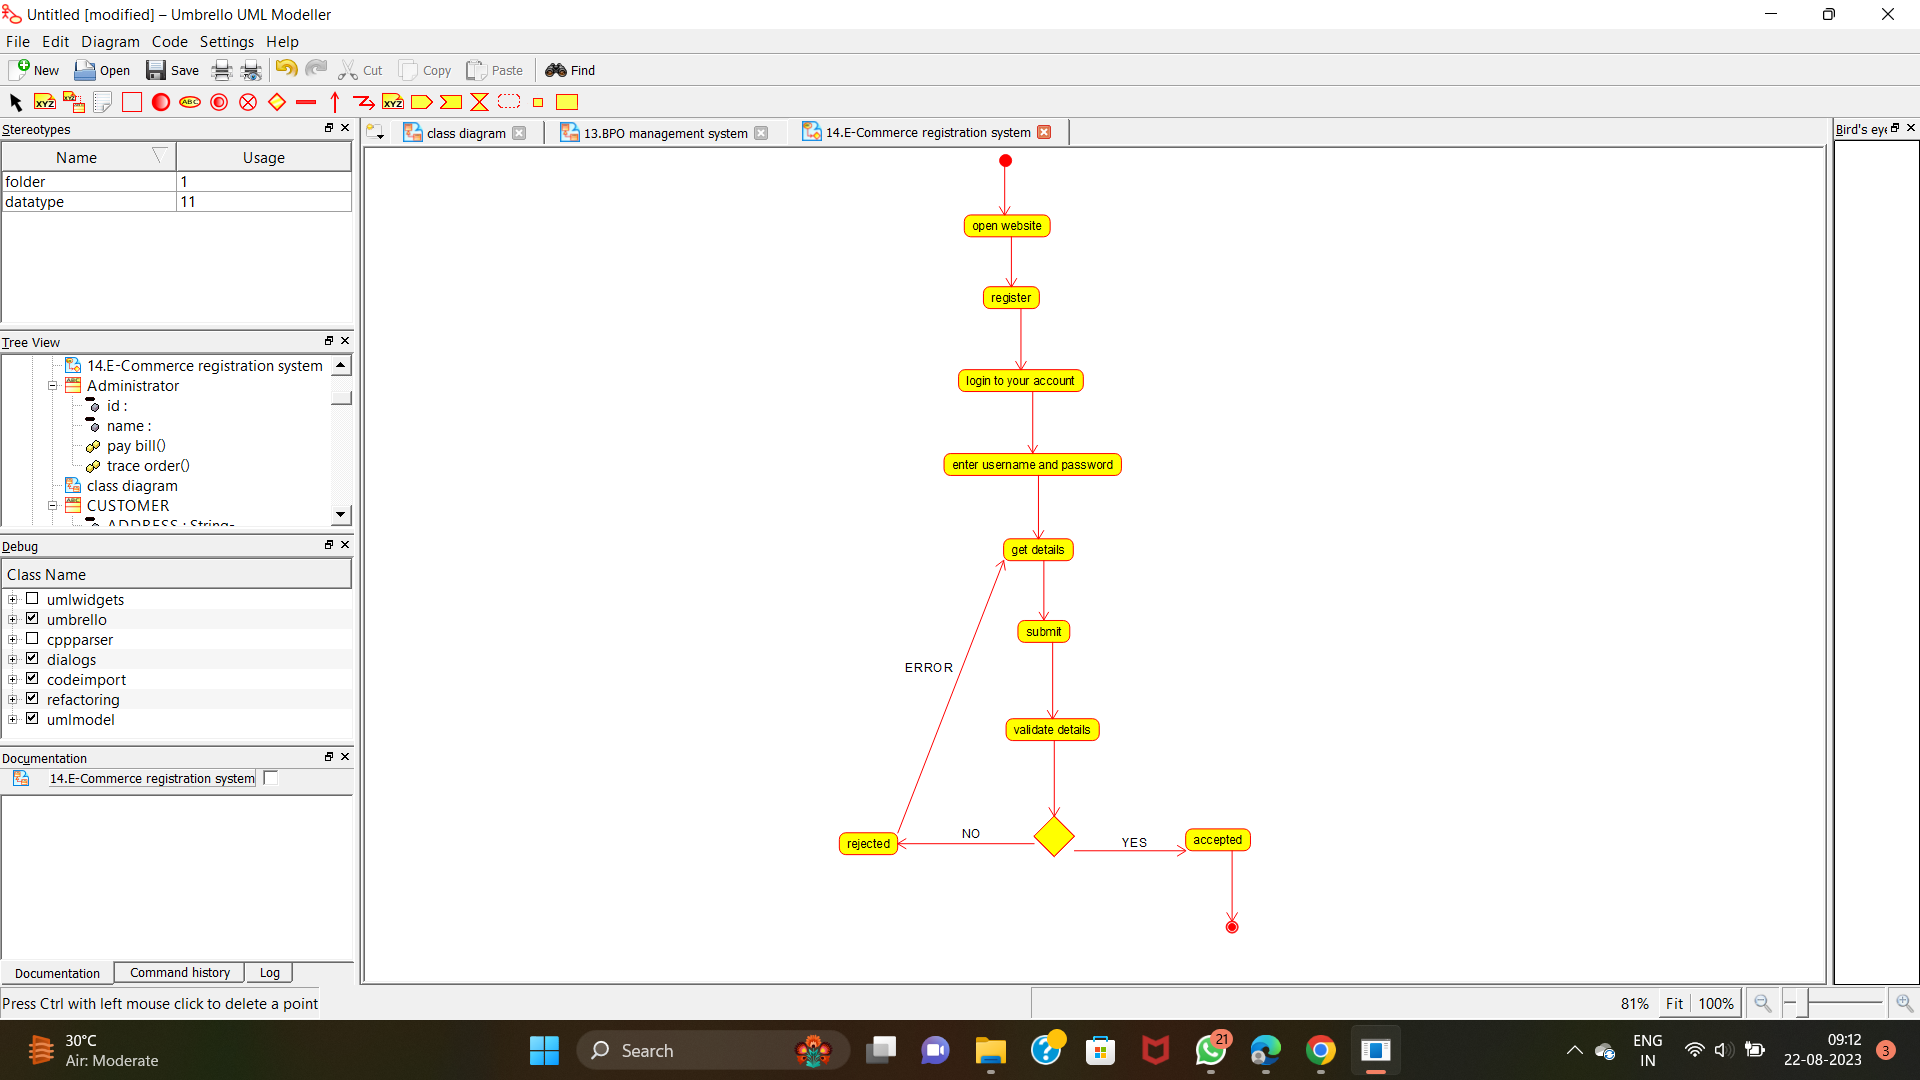 Untitled [modified] – Umbrello UML Modeller
File Edit Diagram Code Settings Help
New Open Save Cut Copy Paste Find
XYZ XYZ ABC XYZ
Stereotypes
Name Usage
folder 1
datatype 11
Tree View
14.E-Commerce registration system
Administrator
id :
name :
pay bill()
trace order()
class diagram
CUSTOMER
ADDRESS : String-
Debug
Class Name
umlwidgets
umbrello
cppparser
dialogs
codeimport
refactoring
umlmodel
Documentation
14.E-Commerce registration system
Documentation Command history Log
Press Ctrl with left mouse click to delete a point
class diagram 13.BPO management system 14.E-Commerce registration system
open website
register
login to your account
enter username and password
get details
submit
ERROR
validate details
NO
YES
rejected
accepted
Bird's eye
81% Fit 100%
30°C
Air: Moderate
Search
21
ENG
IN
09:12
22-08-2023
3